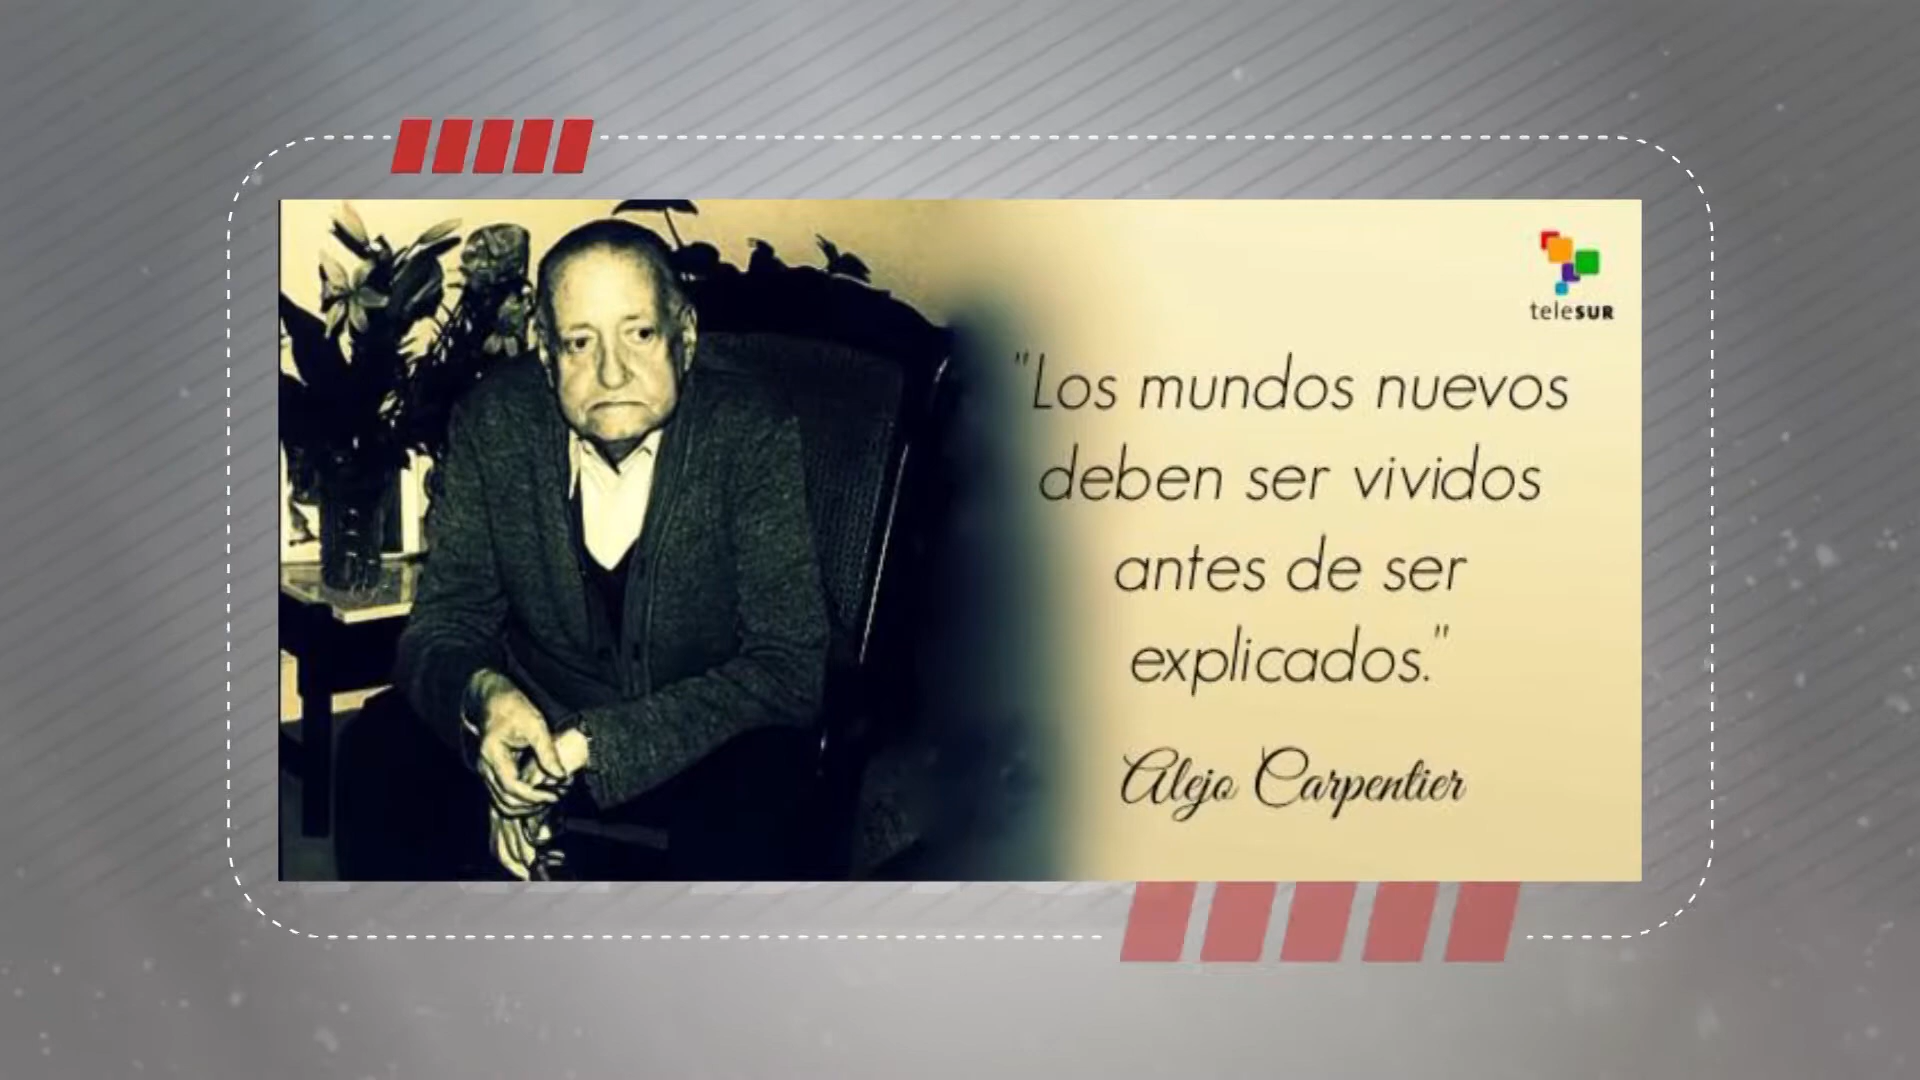 teleSUR
"Los mundos nuevos
deben ser vividos
antes de ser
explicados."
Alejo Carpentier